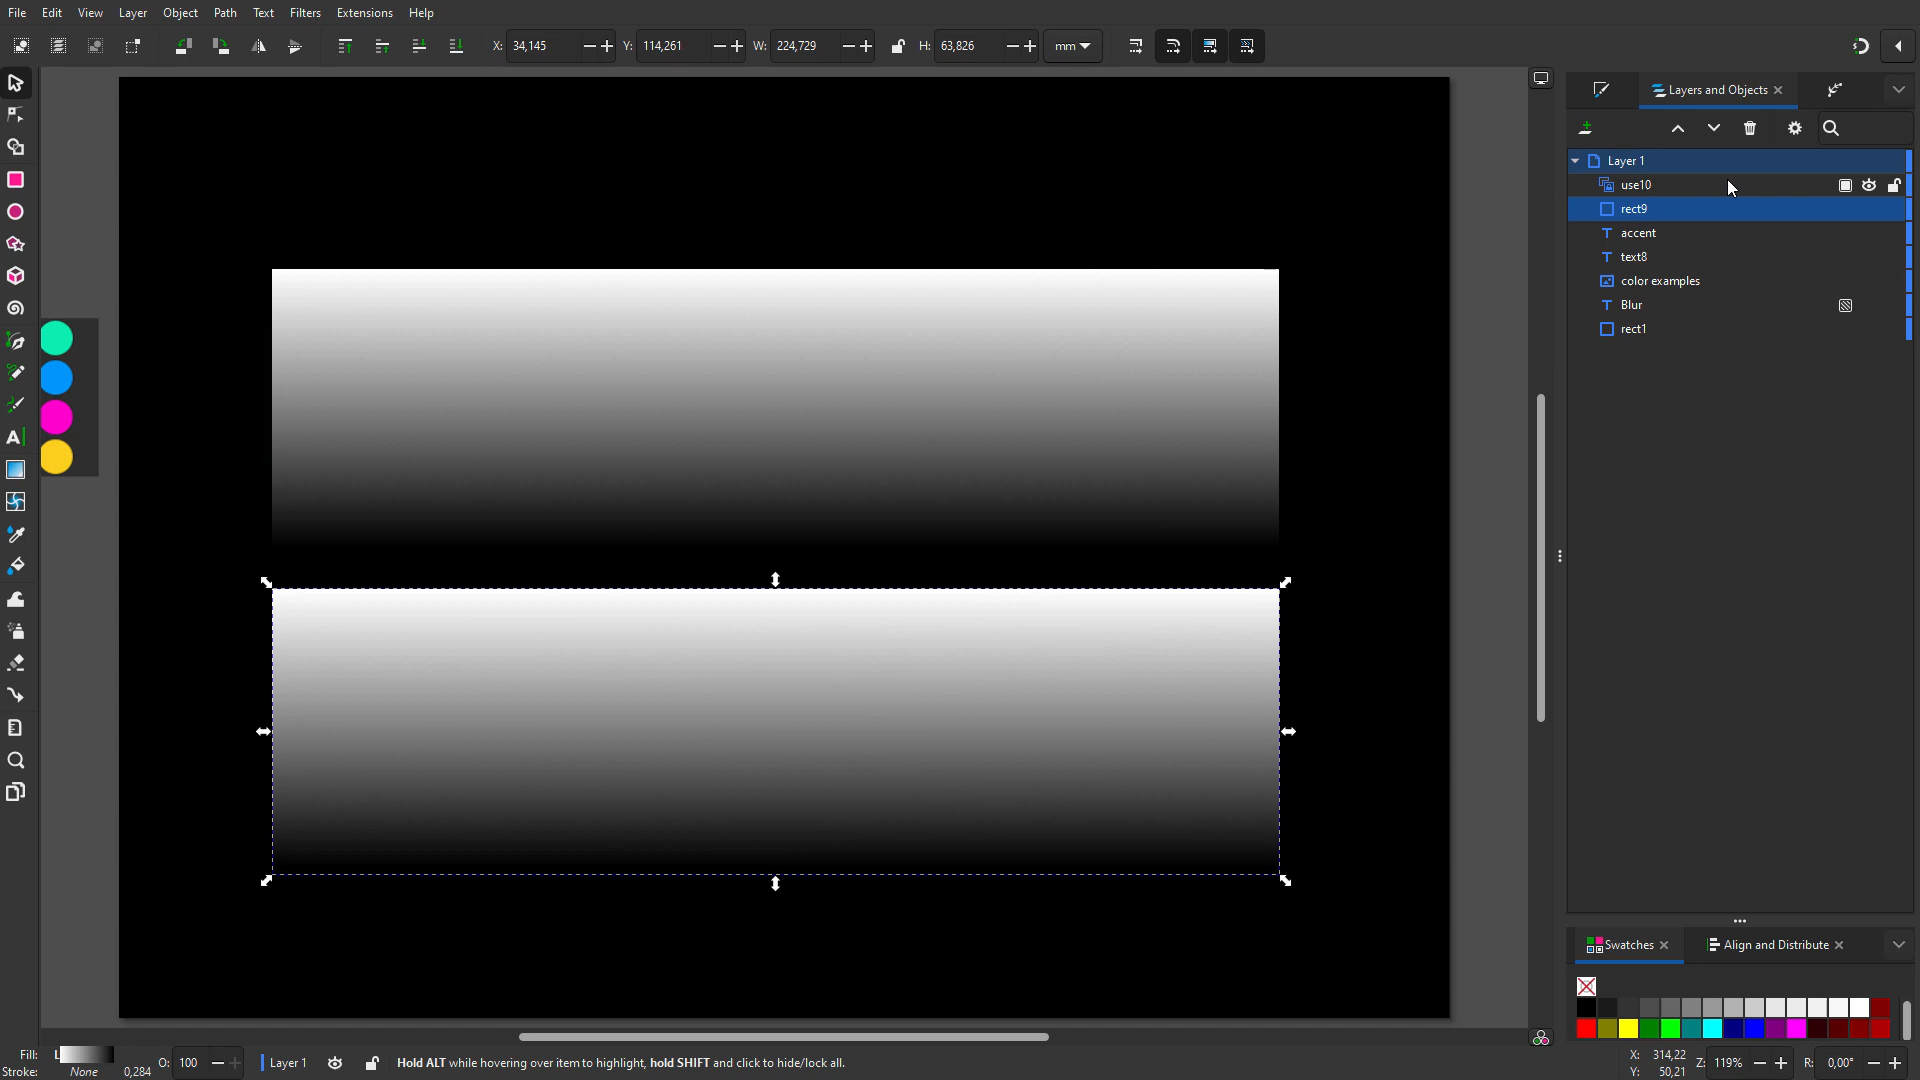 File Edit View Layer Object Path Text Filters Extensions Help
X: 34,145 Y: 114,261 W: 224,729 H: 63,826 mm
Layers and Objects
Layer 1
use10
rect9
accent
text8
color examples
Blur
rect1
Swatches Align and Distribute
Fill: L
Stroke: None 0,284 O: 100 Layer 1 Hold ALT while hovering over item to highlight, hold SHIFT and click to hide/lock all.
X: 314,22
Y: 50,21
Z: 119% R: 0,00°